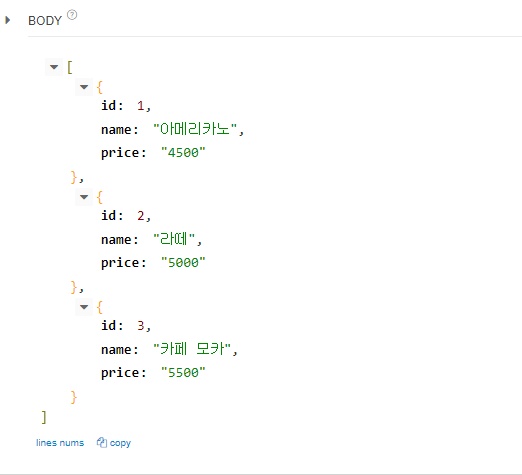 BODY ?
[
{
id: 1,
name: "아메리카노",
price: "4500"
},
{
id: 2,
name: "라떼",
price: "5000"
},
{
id: 3,
name: "카페 모카",
price: "5500"
}
]
lines nums copy